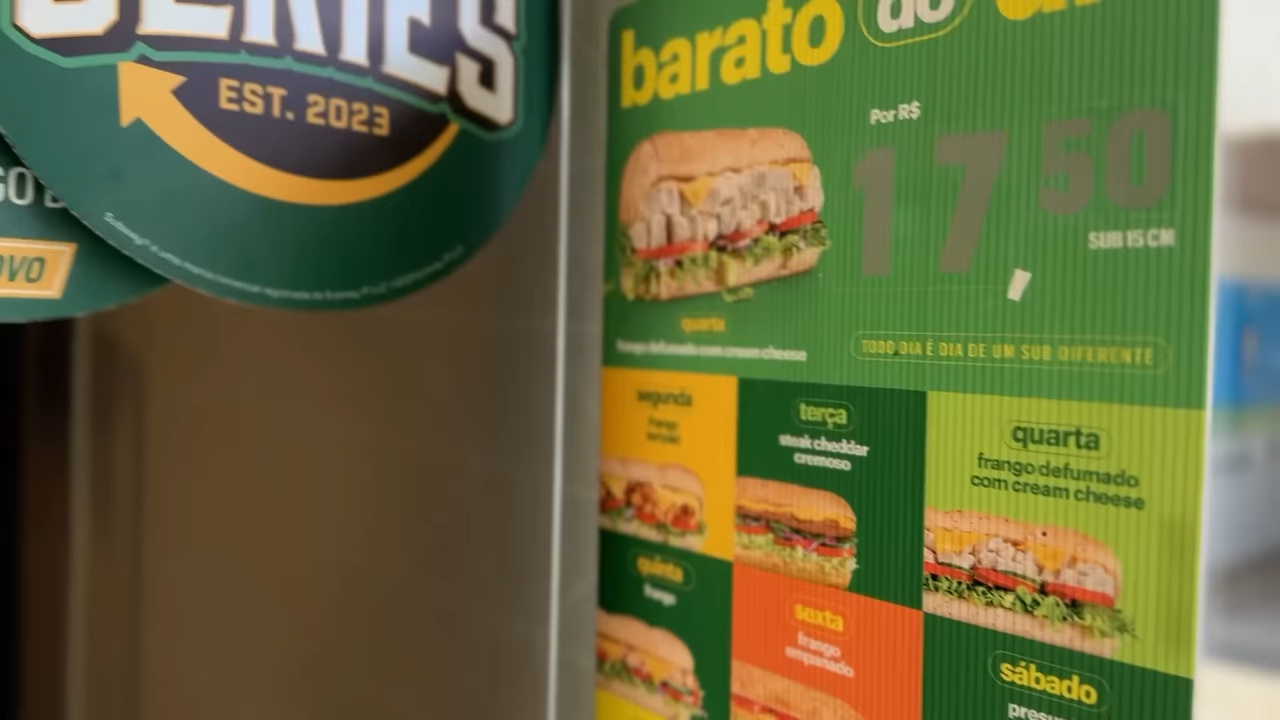 SERIES
EST. 2023
OVO
barato do
Por R$
17,50
SUB 15 CM
quarta
frango defumado com cream cheese
TODO DIA É DIA DE UM SUB DIFERENTE
segunda
frango
teriyaki
terça
steak cheddar
cremoso
quarta
frango defumado
com cream cheese
quinta
frango
sexta
frango
empanado
sábado